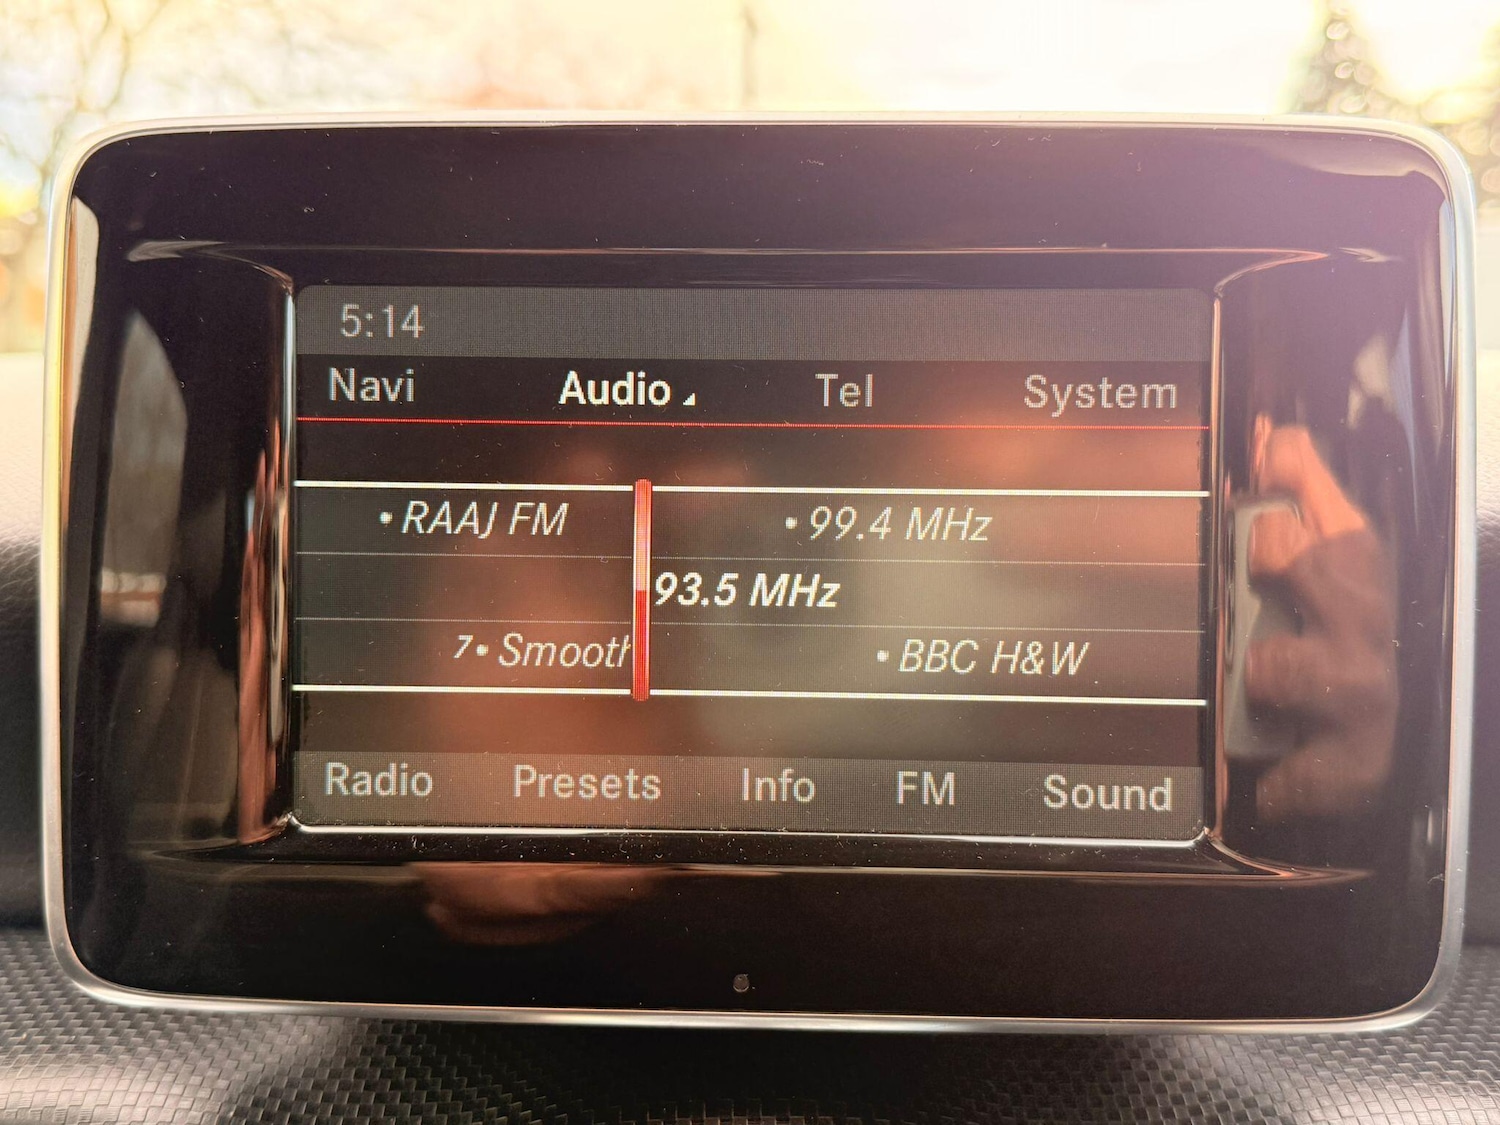 5:14
Navi Audio Tel System
• RAAJ FM • 99.4 MHz
93.5 MHz
7• Smooth • BBC H&W
Radio Presets Info FM Sound